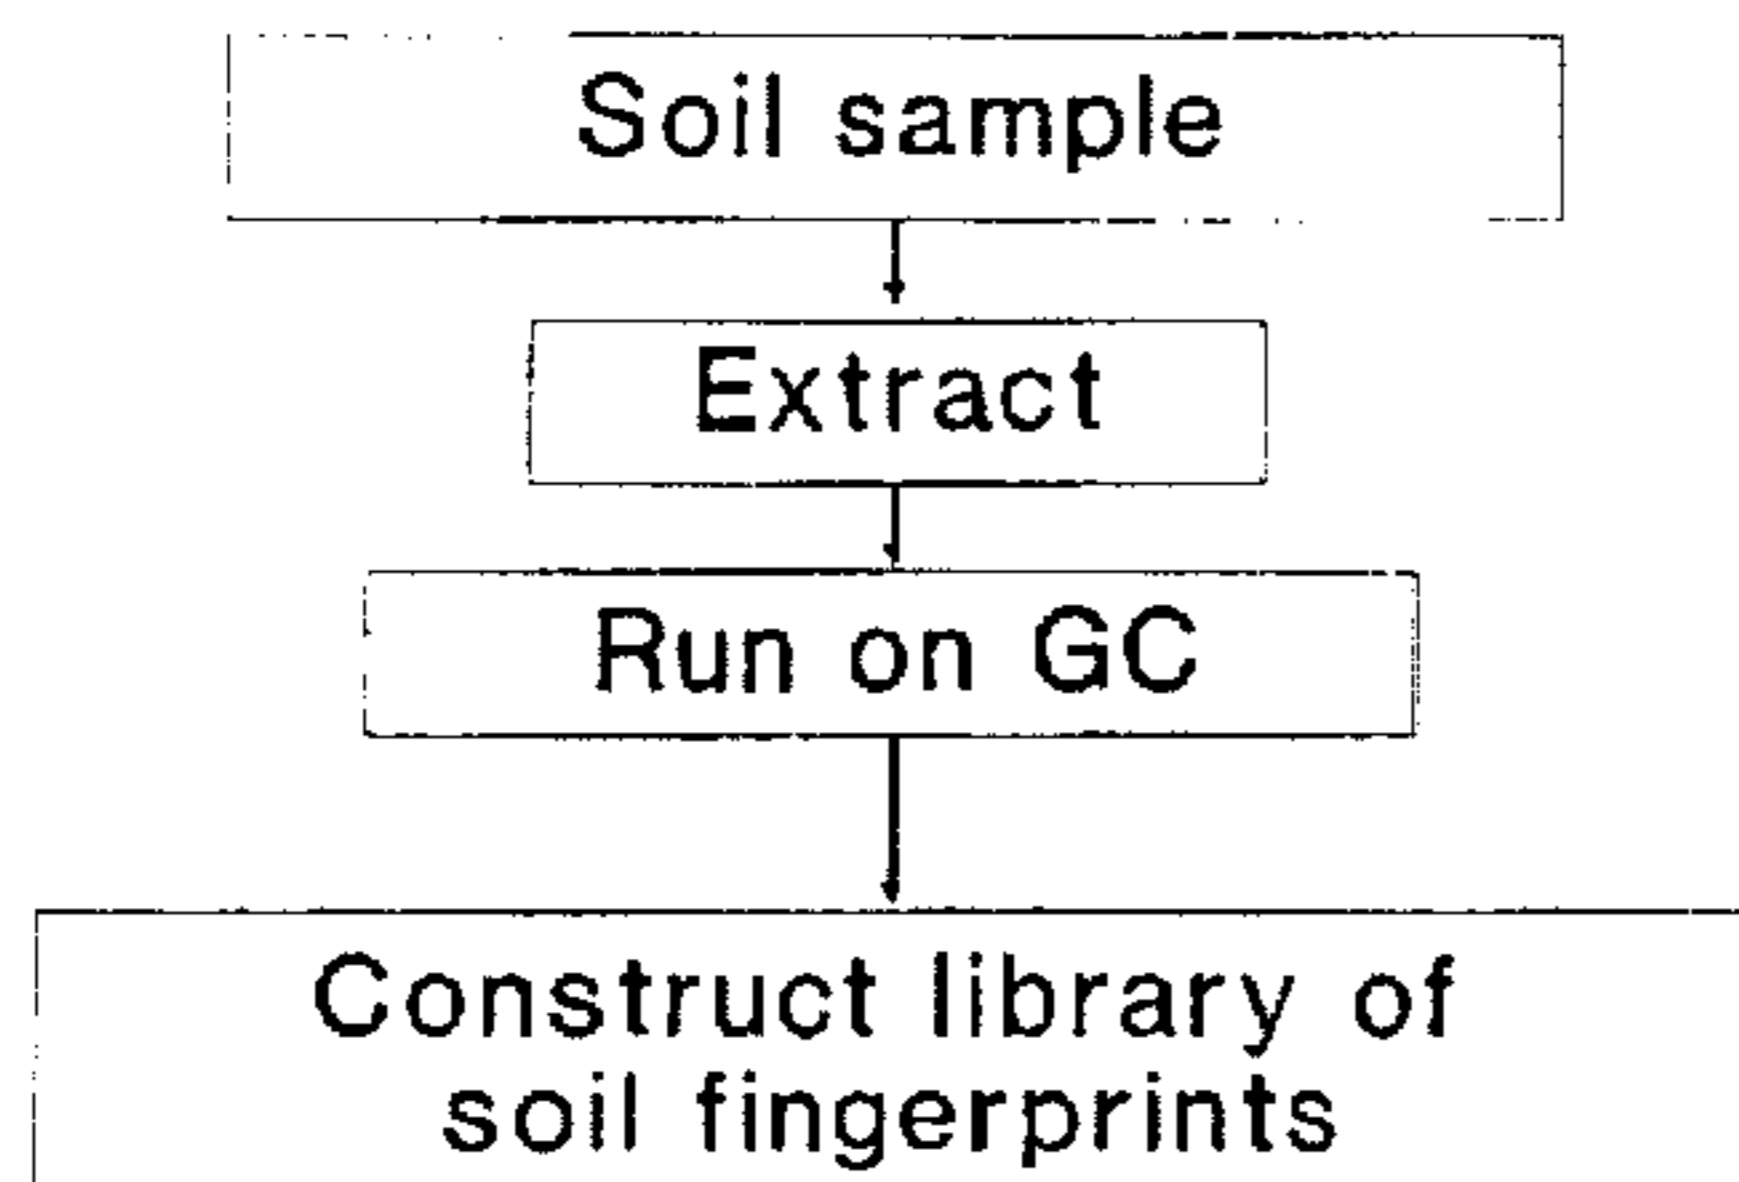 Soil sample
Extract
Run on GC
Construct library of
soil fingerprints